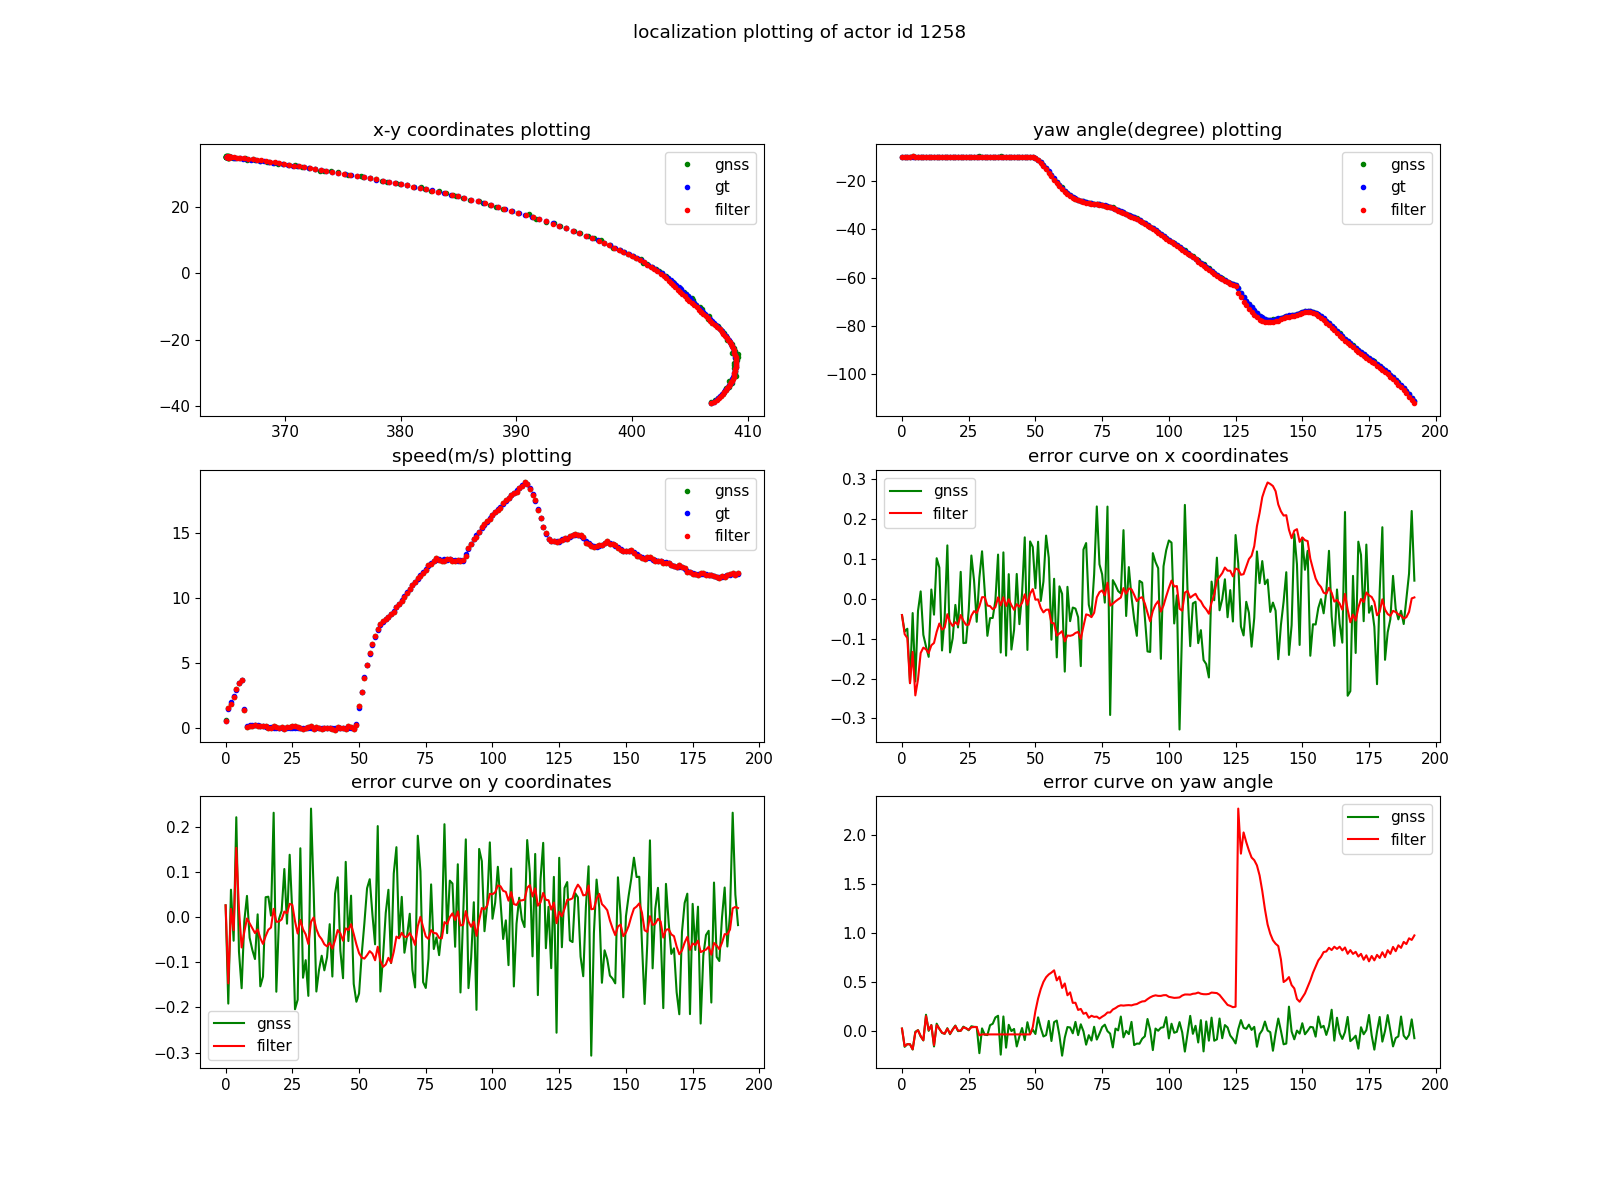 localization plotting of actor id 1258
x-y coordinates plotting
gnss
gt
filter
20
0
−20
−40
370 380 390 400 410
yaw angle(degree) plotting
gnss
gt
filter
−20
−40
−60
−80
−100
0 25 50 75 100 125 150 175 200
speed(m/s) plotting
gnss
gt
filter
15
10
5
0
0 25 50 75 100 125 150 175 200
error curve on x coordinates
gnss
filter
0.3
0.2
0.1
0.0
−0.1
−0.2
−0.3
0 25 50 75 100 125 150 175 200
error curve on y coordinates
0.2
0.1
0.0
−0.1
−0.2
−0.3
gnss
filter
0 25 50 75 100 125 150 175 200
error curve on yaw angle
gnss
filter
2.0
1.5
1.0
0.5
0.0
0 25 50 75 100 125 150 175 200